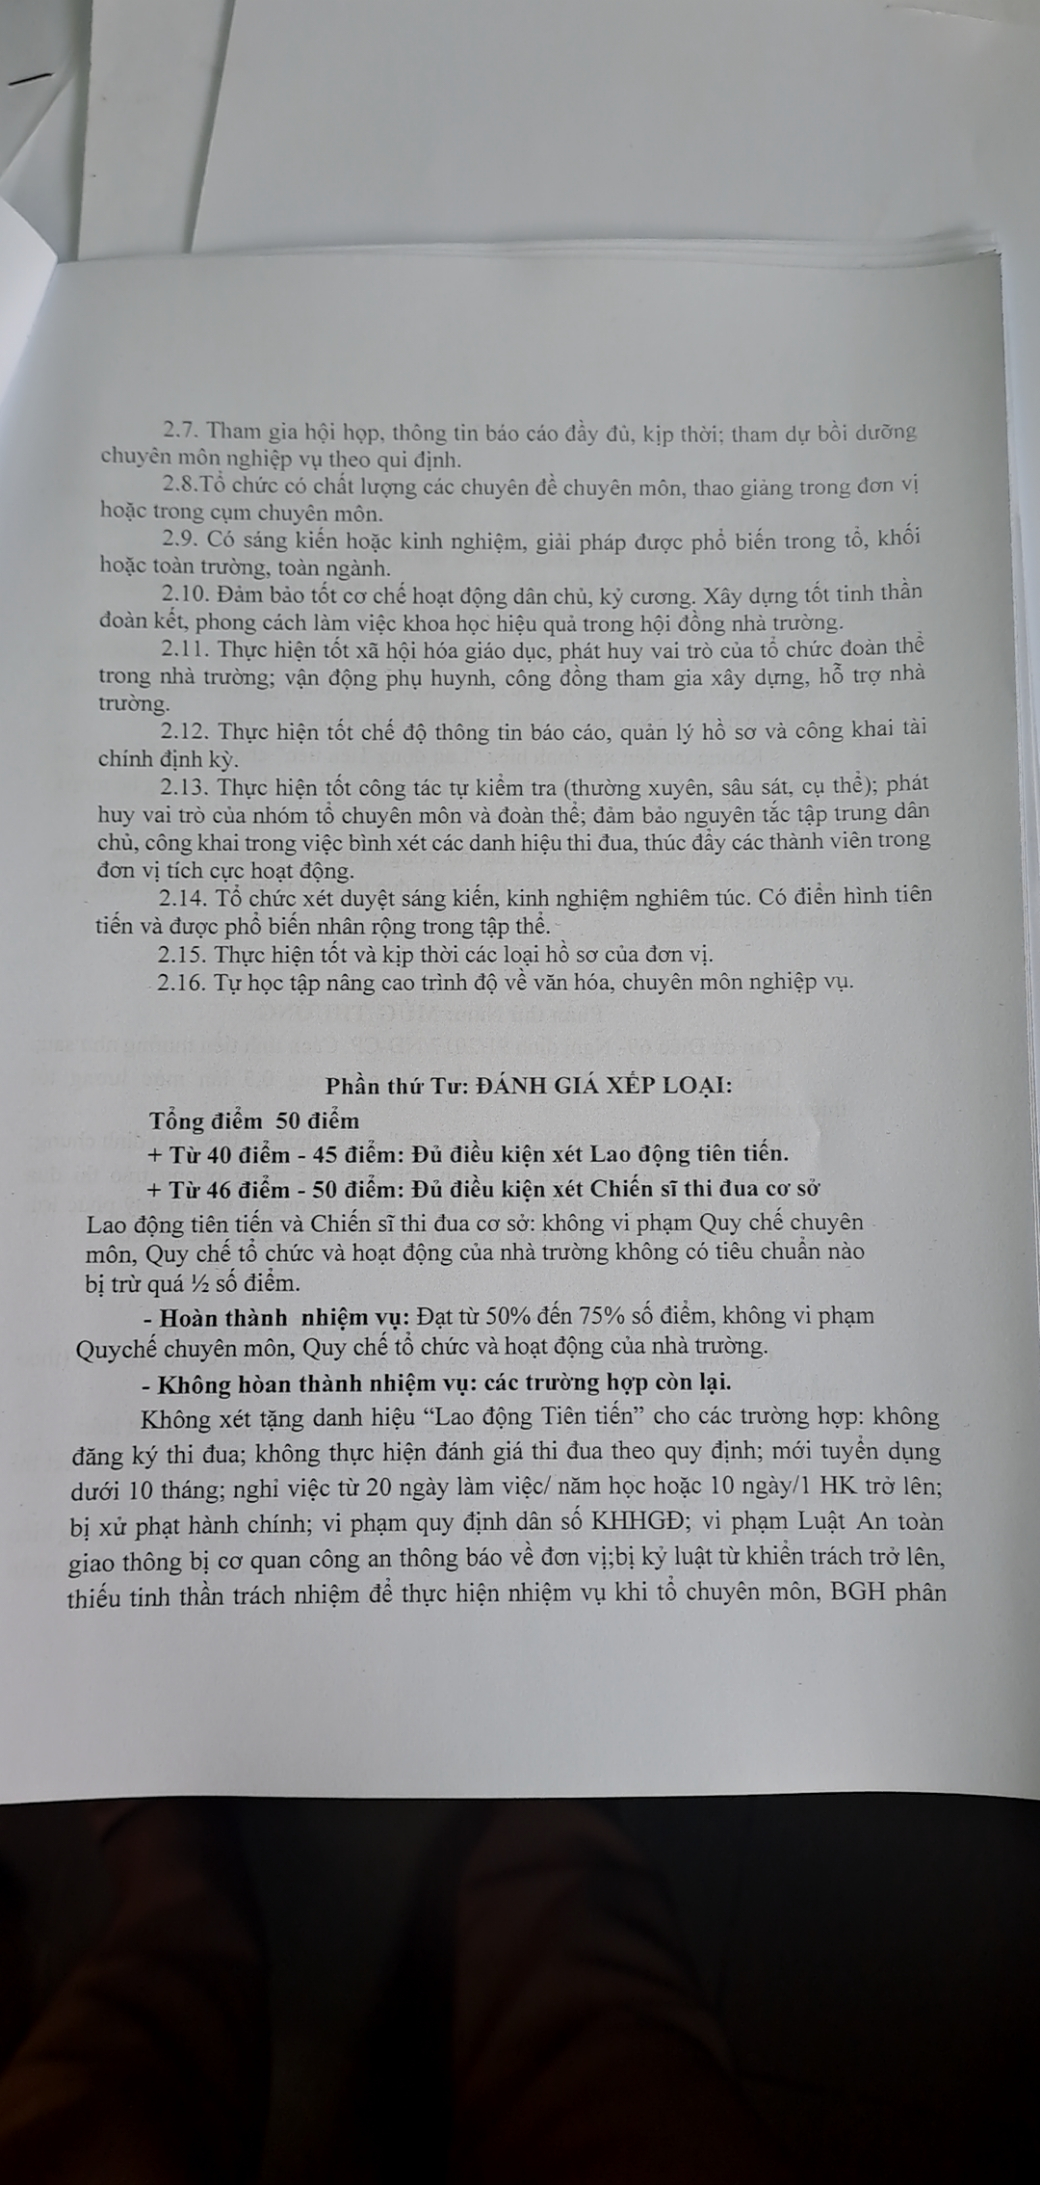 2.7. Tham gia hội họp, thông tin báo cáo đầy đủ, kịp thời; tham dự bồi dưỡng
chuyên môn nghiệp vụ theo qui định.
2.8.Tổ chức có chất lượng các chuyên đề chuyên môn, thao giảng trong đơn vị
hoặc trong cụm chuyên môn.
2.9. Có sáng kiến hoặc kinh nghiệm, giải pháp được phổ biến trong tổ, khối
hoặc toàn trường, toàn ngành.
2.10. Đảm bảo tốt cơ chế hoạt động dân chủ, kỷ cương. Xây dựng tốt tinh thần
đoàn kết, phong cách làm việc khoa học hiệu quả trong hội đồng nhà trường.
2.11. Thực hiện tốt xã hội hóa giáo dục, phát huy vai trò của tổ chức đoàn thể
trong nhà trường; vận động phụ huynh, công đồng tham gia xây dựng, hỗ trợ nhà
trường.
2.12. Thực hiện tốt chế độ thông tin báo cáo, quản lý hồ sơ và công khai tài
chính định kỳ.
2.13. Thực hiện tốt công tác tự kiểm tra (thường xuyên, sâu sát, cụ thể); phát
huy vai trò của nhóm tổ chuyên môn và đoàn thể; đảm bảo nguyên tắc tập trung dân
chủ, công khai trong việc bình xét các danh hiệu thi đua, thúc đẩy các thành viên trong
đơn vị tích cực hoạt động.
2.14. Tổ chức xét duyệt sáng kiến, kinh nghiệm nghiêm túc. Có điển hình tiên
tiến và được phổ biến nhân rộng trong tập thể.
2.15. Thực hiện tốt và kịp thời các loại hồ sơ của đơn vị.
2.16. Tự học tập nâng cao trình độ về văn hóa, chuyên môn nghiệp vụ.
Phần thứ Tư: ĐÁNH GIÁ XẾP LOẠI:
Tổng điểm 50 điểm
+ Từ 40 điểm - 45 điểm: Đủ điều kiện xét Lao động tiên tiến.
+ Từ 46 điểm - 50 điểm: Đủ điều kiện xét Chiến sĩ thi đua cơ sở
Lao động tiên tiến và Chiến sĩ thi đua cơ sở: không vi phạm Quy chế chuyên
môn, Quy chế tổ chức và hoạt động của nhà trường không có tiêu chuẩn nào
bị trừ quá ½ số điểm.
- Hoàn thành nhiệm vụ: Đạt từ 50% đến 75% số điểm, không vi phạm
Quychế chuyên môn, Quy chế tổ chức và hoạt động của nhà trường.
- Không hòan thành nhiệm vụ: các trường hợp còn lại.
Không xét tặng danh hiệu “Lao động Tiên tiến” cho các trường hợp: không
đăng ký thi đua; không thực hiện đánh giá thi đua theo quy định; mới tuyển dụng
dưới 10 tháng; nghỉ việc từ 20 ngày làm việc/ năm học hoặc 10 ngày/1 HK trở lên;
bị xử phạt hành chính; vi phạm quy định dân số KHHGĐ; vi phạm Luật An toàn
giao thông bị cơ quan công an thông báo về đơn vị;bị kỷ luật từ khiển trách trở lên,
thiếu tinh thần trách nhiệm để thực hiện nhiệm vụ khi tổ chuyên môn, BGH phân